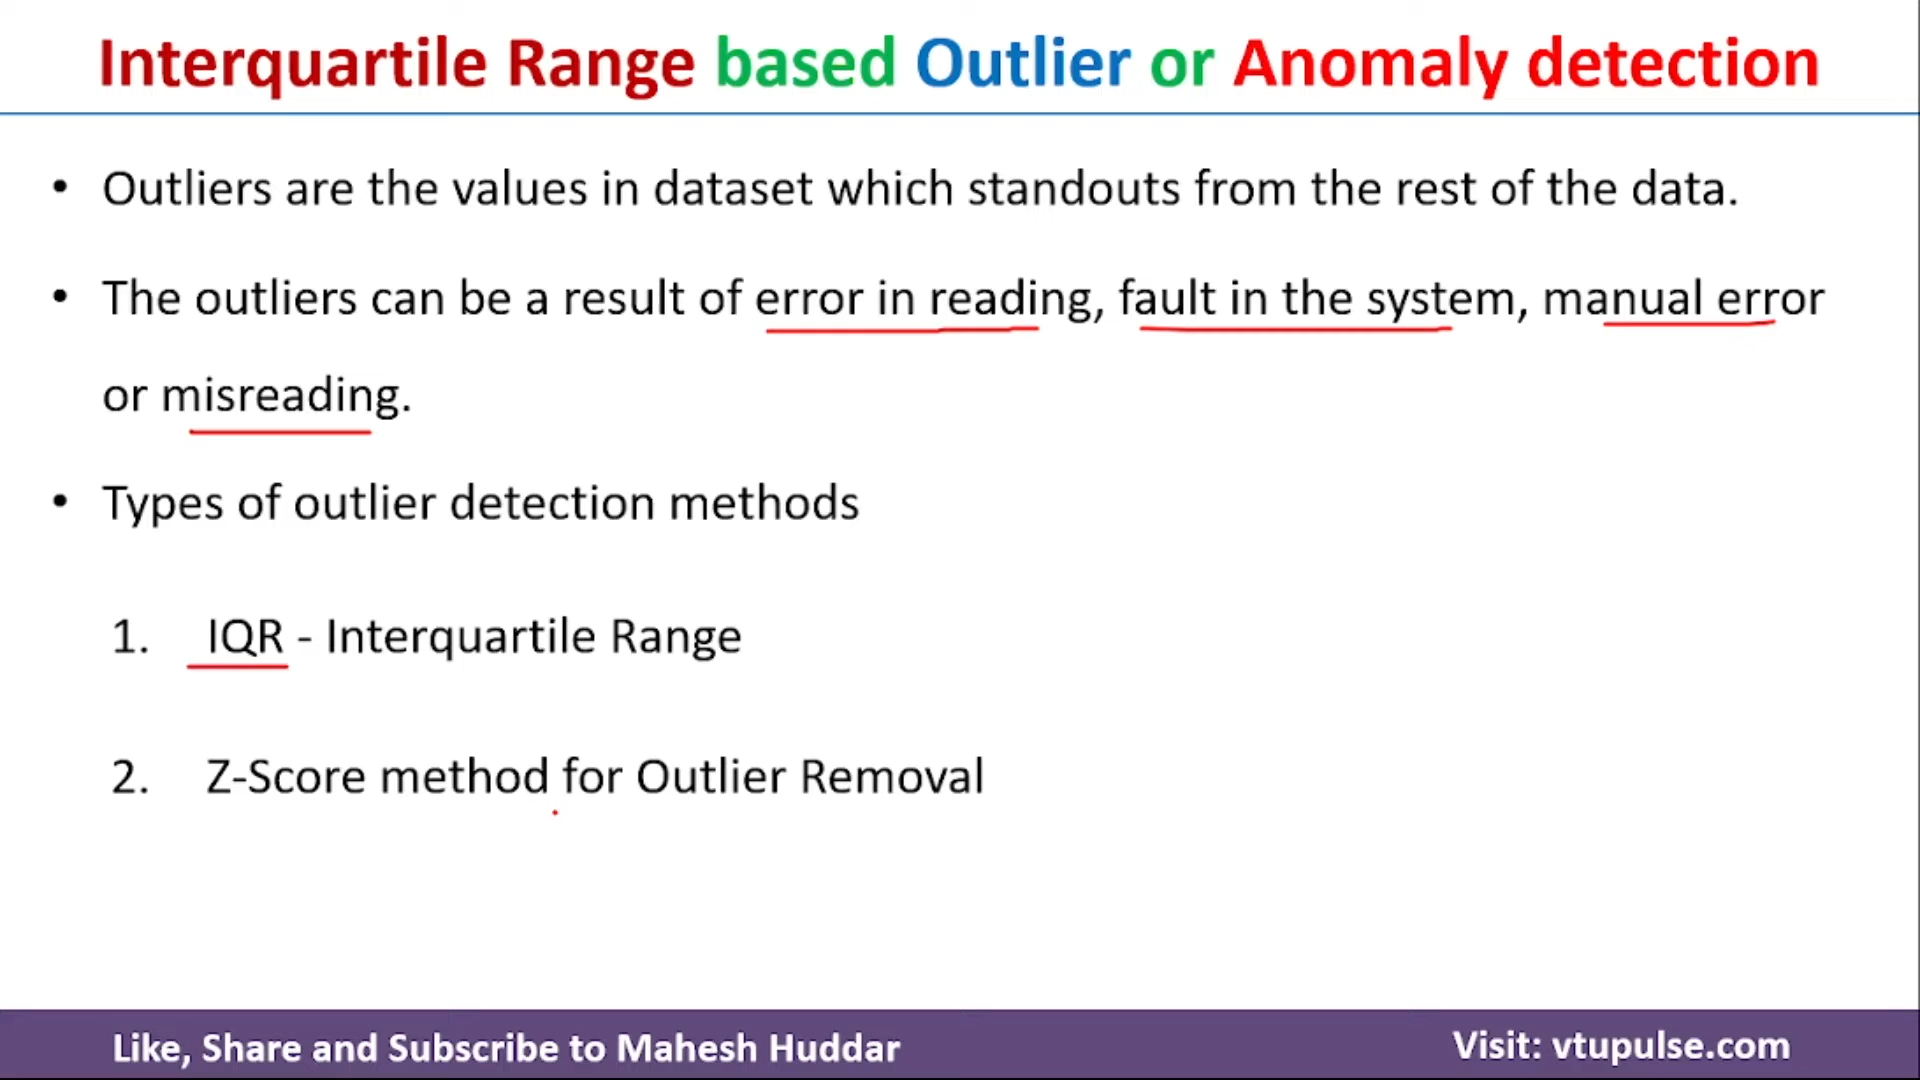 Interquartile Range based Outlier or Anomaly detection
• Outliers are the values in dataset which standouts from the rest of the data.
• The outliers can be a result of error in reading, fault in the system, manual error
or misreading.
• Types of outlier detection methods
1. IQR - Interquartile Range
2. Z-Score method for Outlier Removal
Like, Share and Subscribe to Mahesh Huddar
Visit: vtupulse.com